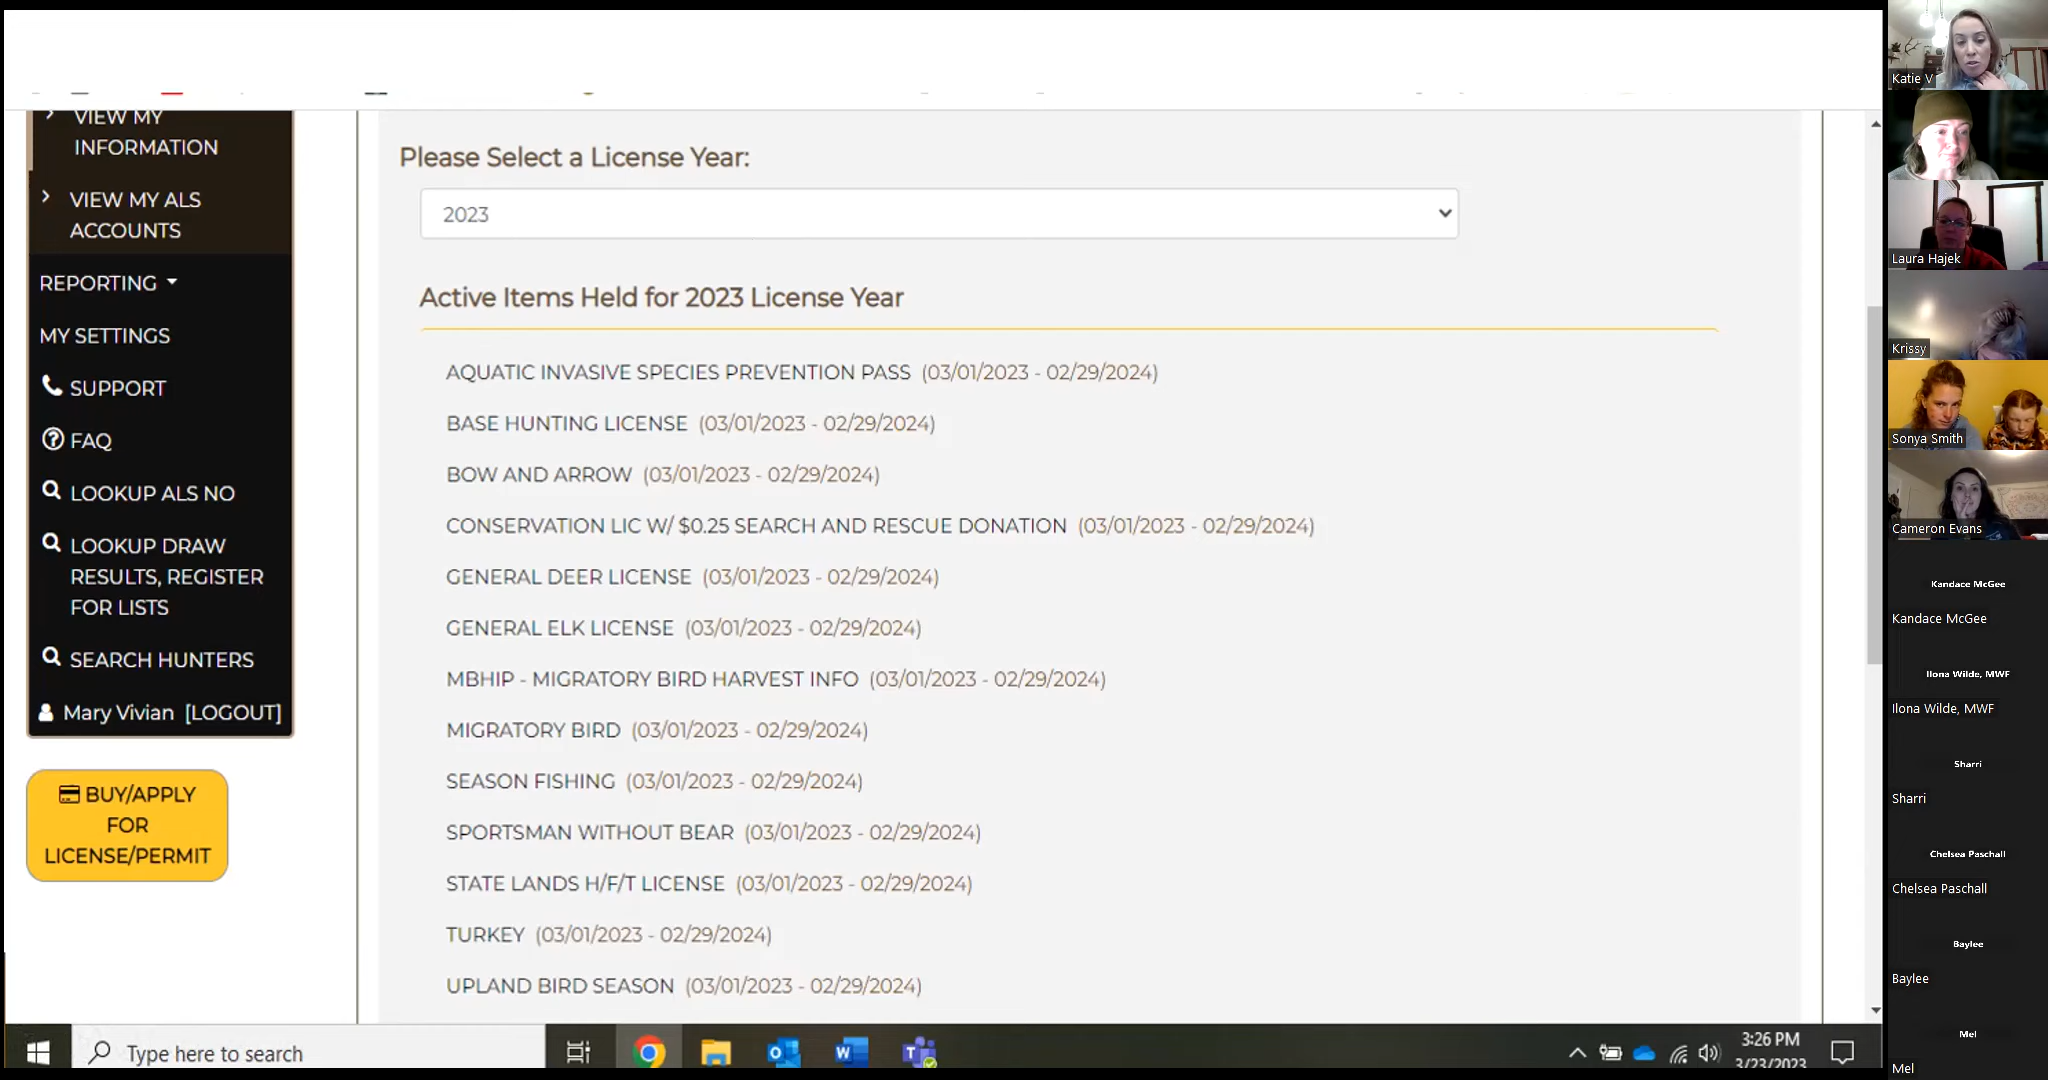 VIEW MY
INFORMATION
VIEW MY ALS
ACCOUNTS
REPORTING
MY SETTINGS
SUPPORT
FAQ
LOOKUP ALS NO
LOOKUP DRAW
RESULTS, REGISTER
FOR LISTS
SEARCH HUNTERS
Mary Vivian [LOGOUT]
BUY/APPLY
FOR
LICENSE/PERMIT
Please Select a License Year:
2023
Active Items Held for 2023 License Year
AQUATIC INVASIVE SPECIES PREVENTION PASS (03/01/2023 - 02/29/2024)
BASE HUNTING LICENSE (03/01/2023 - 02/29/2024)
BOW AND ARROW (03/01/2023 - 02/29/2024)
CONSERVATION LIC W/ $0.25 SEARCH AND RESCUE DONATION (03/01/2023 - 02/29/2024)
GENERAL DEER LICENSE (03/01/2023 - 02/29/2024)
GENERAL ELK LICENSE (03/01/2023 - 02/29/2024)
MBHIP - MIGRATORY BIRD HARVEST INFO (03/01/2023 - 02/29/2024)
MIGRATORY BIRD (03/01/2023 - 02/29/2024)
SEASON FISHING (03/01/2023 - 02/29/2024)
SPORTSMAN WITHOUT BEAR (03/01/2023 - 02/29/2024)
STATE LANDS H/F/T LICENSE (03/01/2023 - 02/29/2024)
TURKEY (03/01/2023 - 02/29/2024)
UPLAND BIRD SEASON (03/01/2023 - 02/29/2024)
Type here to search
3:26 PM
3/23/2023
Katie V
Laura Hajek
Krissy
Sonya Smith
Cameron Evans
Kandace McGee
Kandace McGee
Ilona Wilde, MWF
Ilona Wilde, MWF
Sharri
Sharri
Chelsea Paschall
Chelsea Paschall
Baylee
Baylee
Mel
Mel